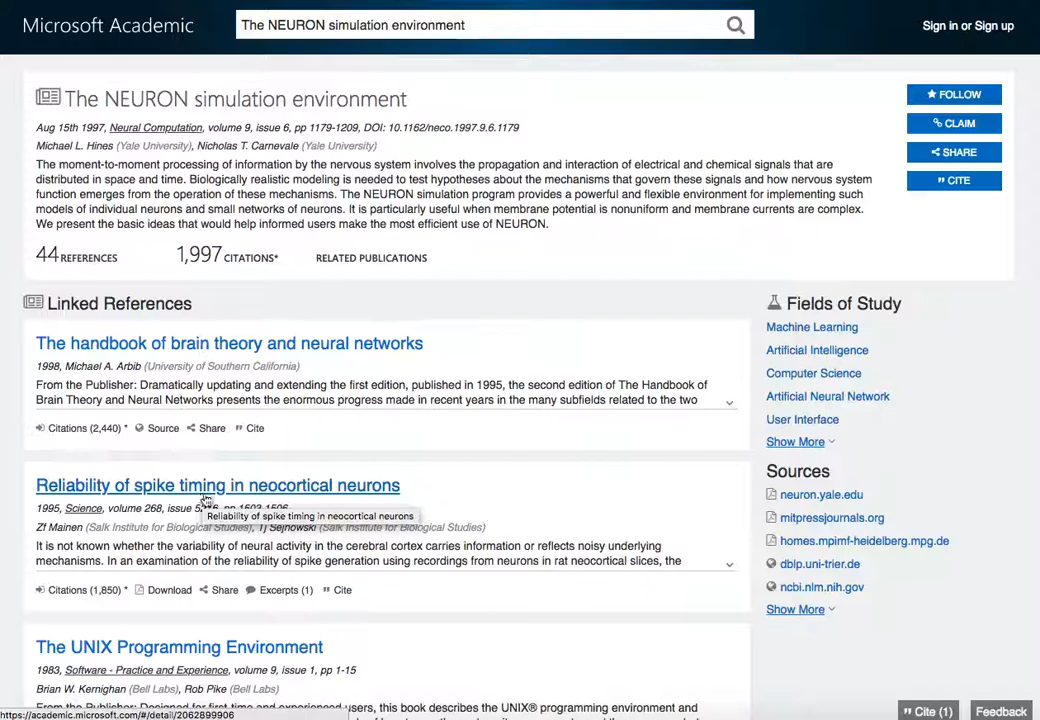 Microsoft Academic
The NEURON simulation environment
Sign in or Sign up
The NEURON simulation environment
Aug 15th 1997, Neural Computation, volume 9, issue 6, pp 1179-1209, DOI: 10.1162/neco.1997.9.6.1179
Michael L. Hines (Yale University), Nicholas T. Carnevale (Yale University)
The moment-to-moment processing of information by the nervous system involves the propagation and interaction of electrical and chemical signals that are
distributed in space and time. Biologically realistic modeling is needed to test hypotheses about the mechanisms that govern these signals and how nervous system
function emerges from the operation of these mechanisms. The NEURON simulation program provides a powerful and flexible environment for implementing such
models of individual neurons and small networks of neurons. It is particularly useful when membrane potential is nonuniform and membrane currents are complex.
We present the basic ideas that would help informed users make the most efficient use of NEURON.
44 REFERENCES 1,997 CITATIONS* RELATED PUBLICATIONS
FOLLOW
CLAIM
SHARE
" CITE
Linked References
The handbook of brain theory and neural networks
1998, Michael A. Arbib (University of Southern California)
From the Publisher: Dramatically updating and extending the first edition, published in 1995, the second edition of The Handbook of
Brain Theory and Neural Networks presents the enormous progress made in recent years in the many subfields related to the two
Citations (2,440) * Source Share " Cite
Reliability of spike timing in neocortical neurons
1995, Science, volume 268, issue pp 1503-1506
Reliability of spike timing in neocortical neurons
Zf Mainen (Salk Institute for Biological Studies), Tj Sejnowski (Salk Institute for Biological Studies)
It is not known whether the variability of neural activity in the cerebral cortex carries information or reflects noisy underlying
mechanisms. In an examination of the reliability of spike generation using recordings from neurons in rat neocortical slices, the
Citations (1,850) * Download Share Excerpts (1) " Cite
The UNIX Programming Environment
1983, Software - Practice and Experience, volume 9, issue 1, pp 1-15
Brian W. Kernighan (Bell Labs), Rob Pike (Bell Labs)
users, this book describes the UNIX® programming environment and
Fields of Study
Machine Learning
Artificial Intelligence
Computer Science
Artificial Neural Network
User Interface
Show More
Sources
neuron.yale.edu
mitpressjournals.org
homes.mpimf-heidelberg.mpg.de
dblp.uni-trier.de
ncbi.nlm.nih.gov
Show More
https://academic.microsoft.com/#/detail/2062899906
" Cite (1)
Feedback